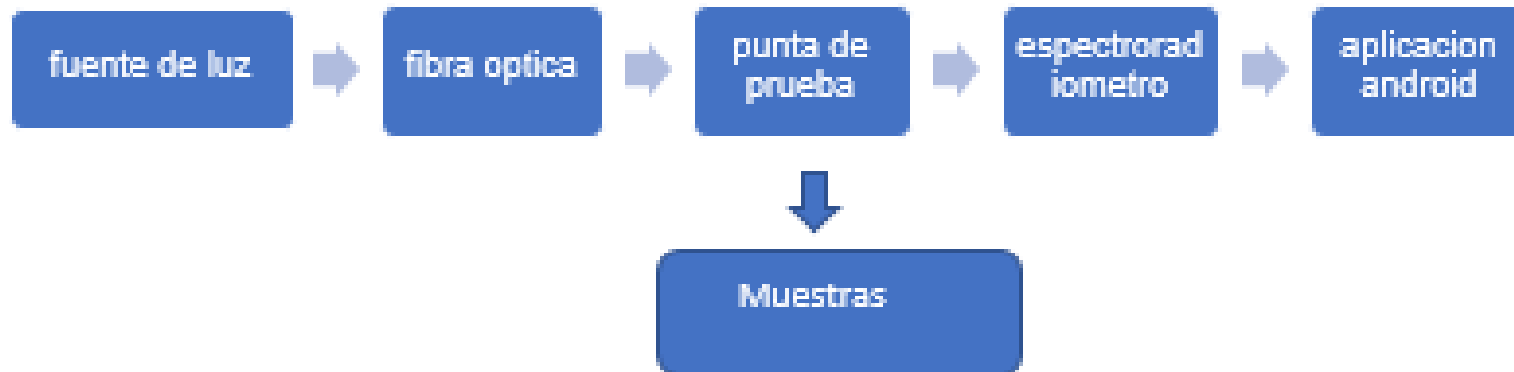 fuente de luz
fibra optica
punta de
prueba
espectrorad
iometro
aplicacion
android
Muestras